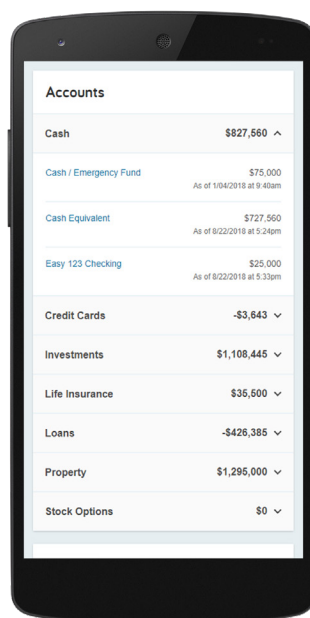 Accounts
Cash $827,560
Cash / Emergency Fund $75,000
As of 1/04/2018 at 9:40am
Cash Equivalent $727,560
As of 8/22/2018 at 5:24pm
Easy 123 Checking $25,000
As of 8/22/2018 at 5:33pm
Credit Cards -$3,643
Investments $1,108,445
Life Insurance $35,500
Loans -$426,385
Property $1,295,000
Stock Options $0